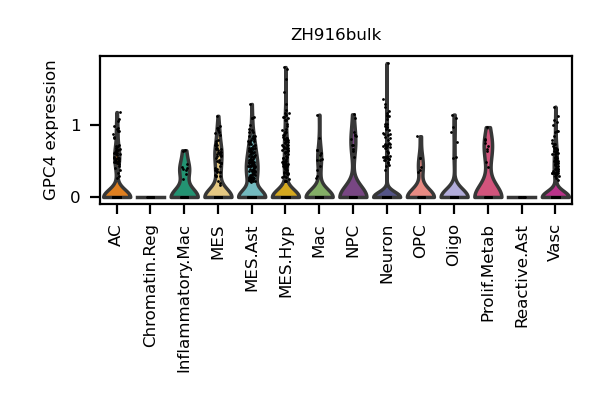 ZH916bulk
GPC4 expression
1
0
AC
Chromatin.Reg
Inflammatory.Mac
MES
MES.Ast
MES.Hyp
Mac
NPC
Neuron
OPC
Oligo
Prolif.Metab
Reactive.Ast
Vasc